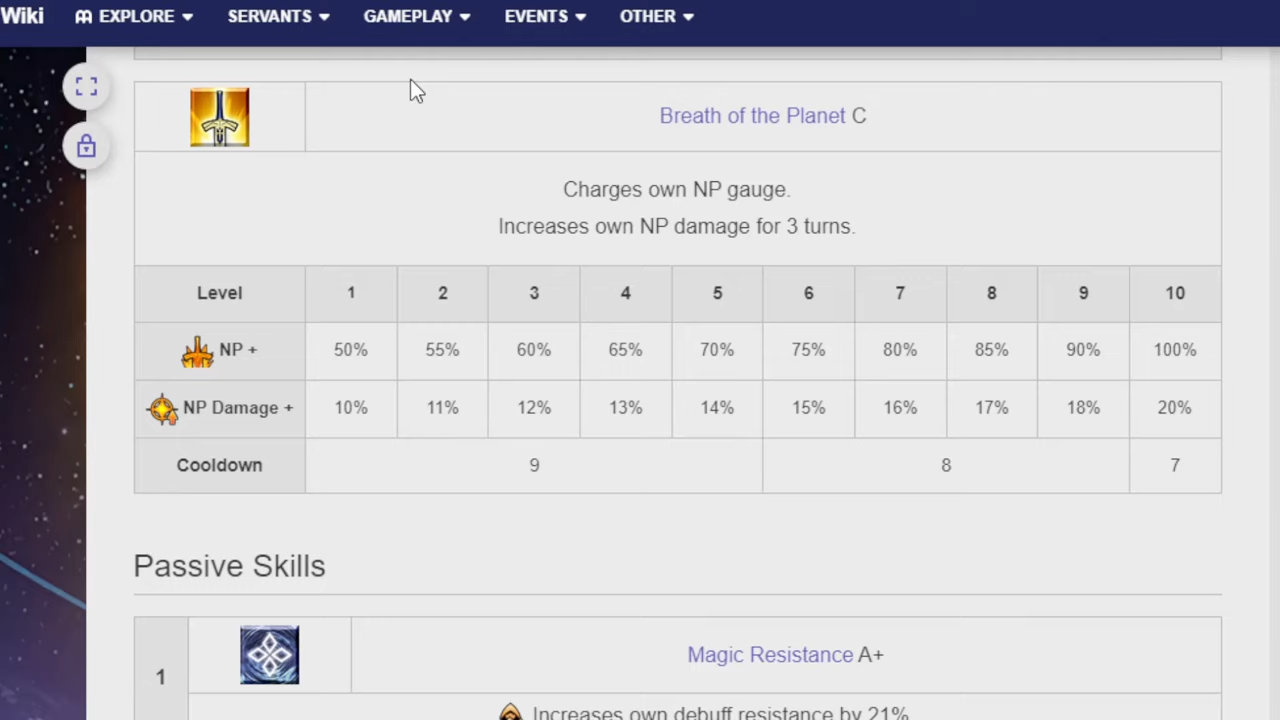 Wiki EXPLORE SERVANTS GAMEPLAY EVENTS OTHER
Breath of the Planet C
Charges own NP gauge.
Increases own NP damage for 3 turns.
Level 1 2 3 4 5 6 7 8 9 10
NP + 50% 55% 60% 65% 70% 75% 80% 85% 90% 100%
NP Damage + 10% 11% 12% 13% 14% 15% 16% 17% 18% 20%
Cooldown 9 8 7
Passive Skills
1 Magic Resistance A+
Increases own debuff resistance by 21%